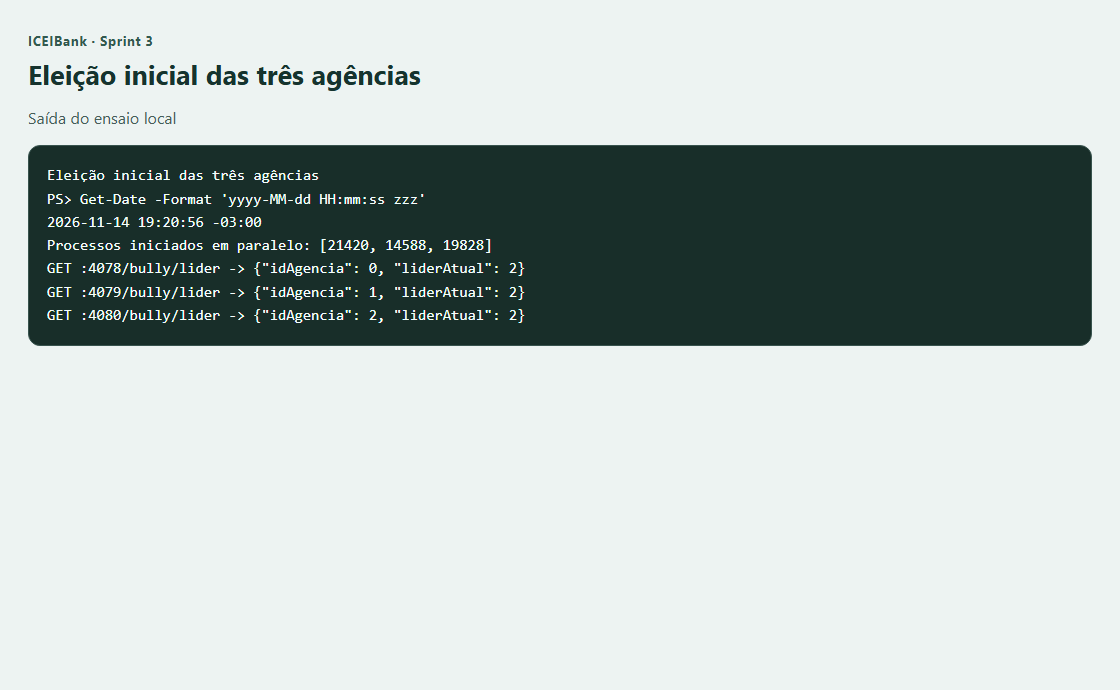 ICEIBank · Sprint 3
Eleição inicial das três agências
Saída do ensaio local
Eleição inicial das três agências
PS> Get-Date -Format 'yyyy-MM-dd HH:mm:ss zzz'
2026-11-14 19:20:56 -03:00
Processos iniciados em paralelo: [21420, 14588, 19828]
GET :4078/bully/lider -> {"idAgencia": 0, "liderAtual": 2}
GET :4079/bully/lider -> {"idAgencia": 1, "liderAtual": 2}
GET :4080/bully/lider -> {"idAgencia": 2, "liderAtual": 2}